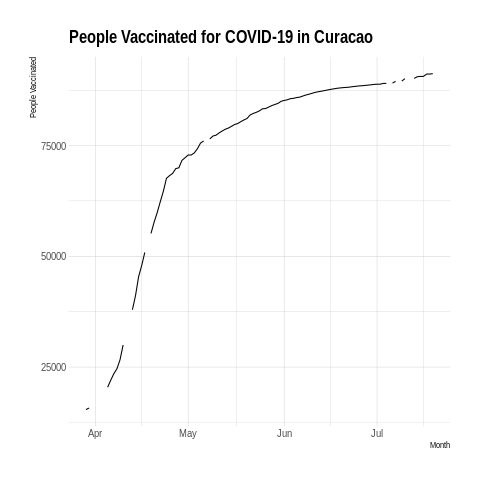 People Vaccinated for COVID-19 in Curacao
People Vaccinated
75000
50000
25000
Apr May Jun Jul
Month